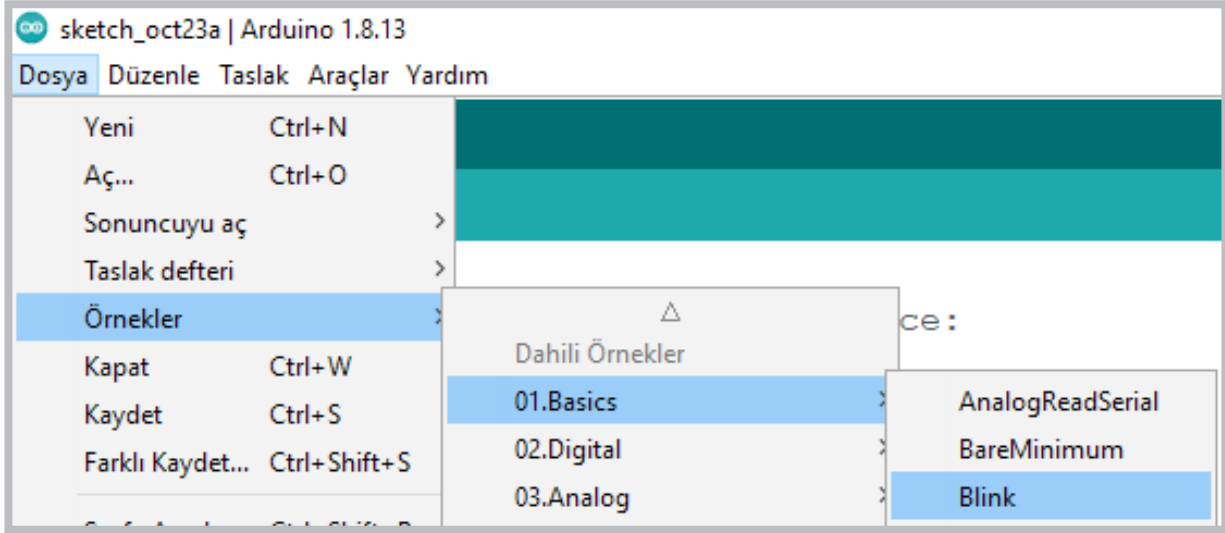 sketch_oct23a | Arduino 1.8.13
Dosya Düzenle Taslak Araçlar Yardım
Yeni Ctrl+N
Aç... Ctrl+O
Sonuncuyu aç
Taslak defteri
Örnekler
Kapat Ctrl+W
Kaydet Ctrl+S
Farklı Kaydet... Ctrl+Shift+S
Dahili Örnekler
01.Basics
02.Digital
03.Analog
ce:
AnalogReadSerial
BareMinimum
Blink